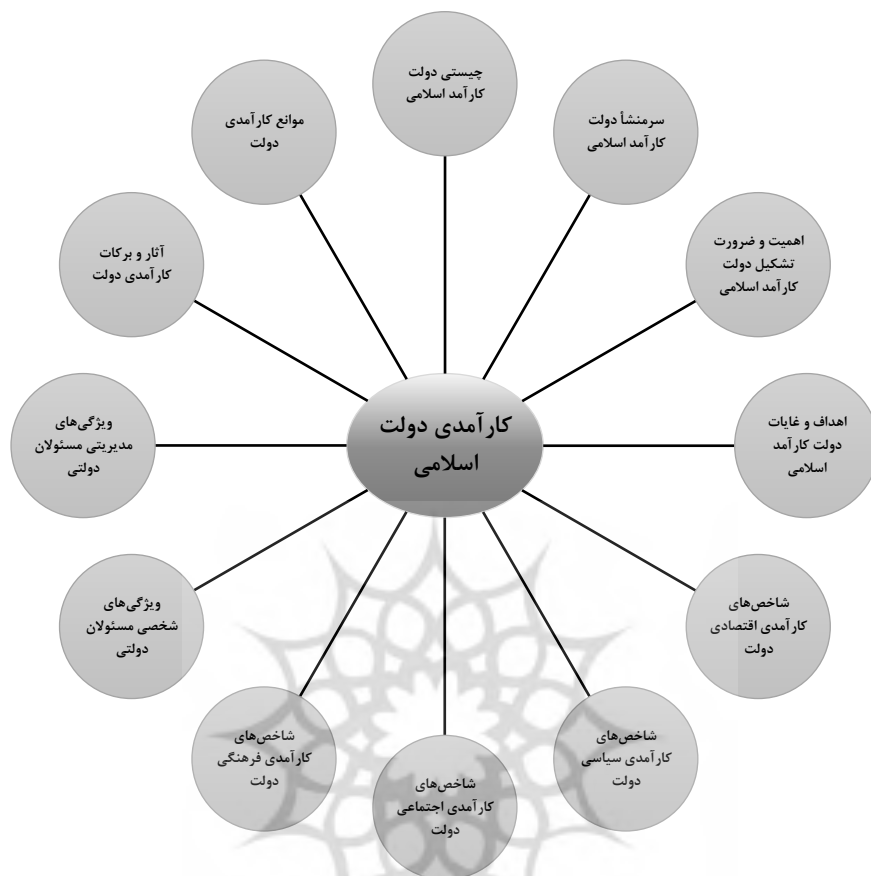 چیستی دولت
کارآمد اسلامی
سرمنشأ دولت
کارآمد اسلامی
اهمیت و ضرورت
تشکیل دولت
کارآمد اسلامی
اهداف و غایات
دولت کارآمد
اسلامی
شاخص‌های
کارآمدی اقتصادی
دولت
شاخص‌های
کارآمدی سیاسی
دولت
شاخص‌های
کارآمدی اجتماعی
دولت
شاخص‌های
کارآمدی فرهنگی
دولت
ویژگی‌های
شخصی مسئولان
دولتی
ویژگی‌های
مدیریتی مسئولان
دولتی
آثار و برکات
کارآمدی دولت
موانع کارآمدی
دولت
کارآمدی دولت
اسلامی